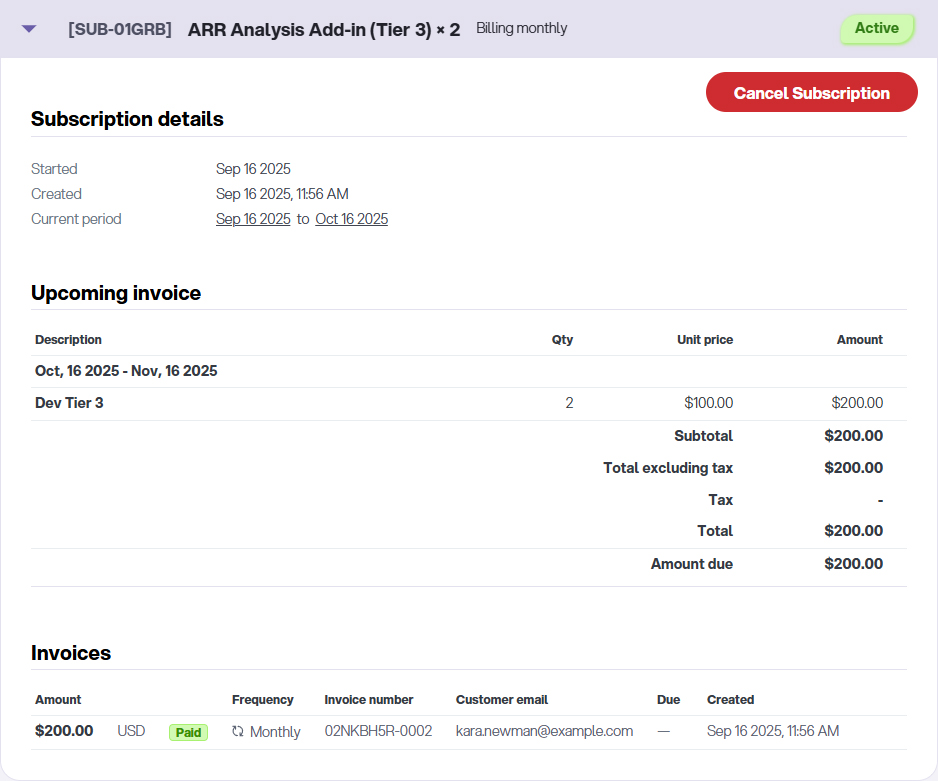 [SUB-01GRB] ARR Analysis Add-in (Tier 3) × 2 Billing monthly Active
Cancel Subscription
Subscription details
Started Sep 16 2025
Created Sep 16 2025, 11:56 AM
Current period Sep 16 2025 to Oct 16 2025
Upcoming invoice
Description Qty Unit price Amount
Oct, 16 2025 - Nov, 16 2025
Dev Tier 3 2 $100.00 $200.00
Subtotal $200.00
Total excluding tax $200.00
Tax -
Total $200.00
Amount due $200.00
Invoices
Amount Frequency Invoice number Customer email Due Created
$200.00 USD Paid Monthly 02NKBH5R-0002 kara.newman@example.com — Sep 16 2025, 11:56 AM